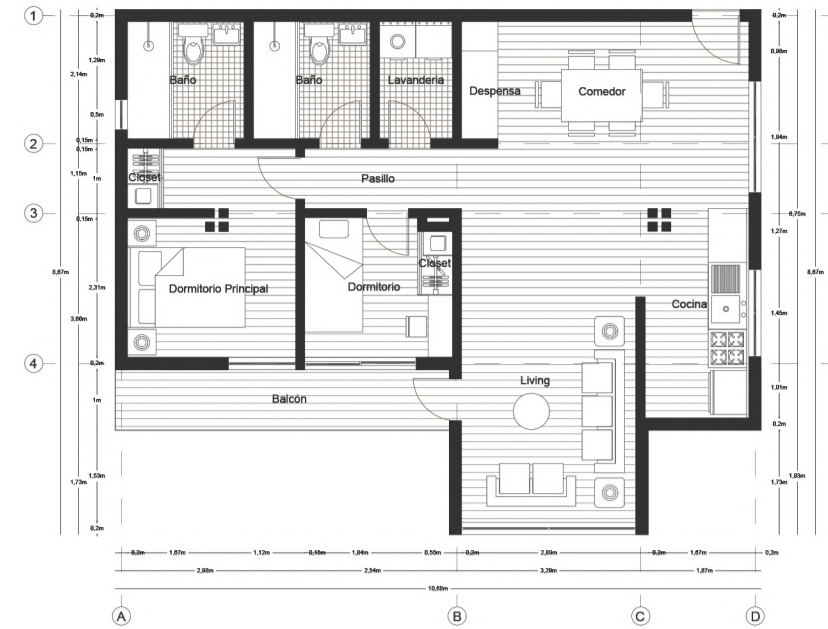 1
0,2m
0,2m
1,29m
0,98m
2,14m
Baño
Baño
Lavandería
Despensa
Comedor
0,5m
0,15m
1,84m
2
0,15m
1,15m
1m
Closet
Pasillo
3
0,15m
0,75m
1,27m
8,67m
8,67m
Closet
2,31m
Dormitorio Principal
Dormitorio
Cocina
3,66m
1,45m
4
0,2m
Living
1,01m
1m
Balcón
0,2m
1,53m
1,73m
1,73m
1,93m
0,2m
0,2m
1,67m
1,12m
0,15m
1,84m
0,55m
0,2m
2,89m
0,2m
1,67m
0,2m
2,98m
2,54m
3,29m
1,87m
10,68m
A
B
C
D